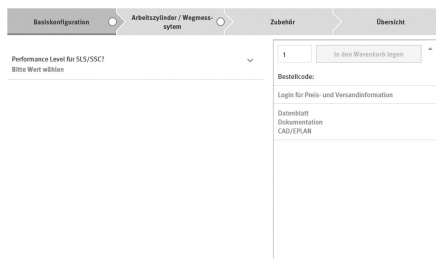 Basiskonfiguration
Arbeitszylinder / Wegmess-
sytem
Zubehör
Übersicht
Performance Level für SLS/SSC?
Bitte Wert wählen
1
In den Warenkorb legen
Bestellcode:
Login für Preis- und Versandinformation
Datenblatt
Dokumentation
CAD/EPLAN